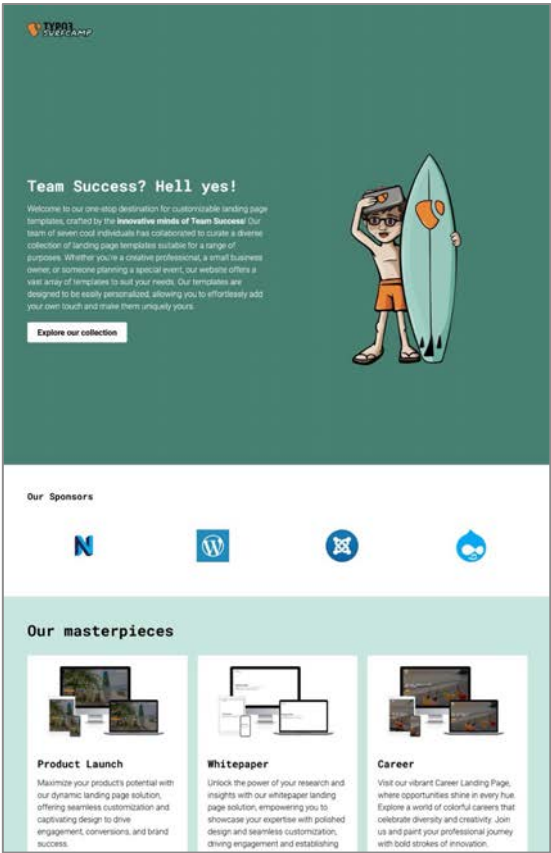 TYPO3
SURFCAMP
Team Success? Hell yes!
Welcome to our one-stop destination for customizable landing page
templates, crafted by the innovative minds of Team Success! Our
team of seven cool individuals has collaborated to curate a diverse
collection of landing page templates suitable for a range of
purposes. Whether you're a creative professional, a small business
owner, or someone planning a special event, our website offers a
vast array of templates to suit your needs. Our templates are
designed to be easily personalized, allowing you to effortlessly add
your own touch and make them uniquely yours.
Explore our collection
Our Sponsors
Our masterpieces
Product Launch
Maximize your product's potential with
our dynamic landing page solution,
offering seamless customization and
captivating design to drive
engagement, conversions, and brand
success.
Whitepaper
Unlock the power of your research and
insights with our whitepaper landing
page solution, empowering you to
showcase your expertise with polished
design and seamless customization,
driving engagement and establishing
Career
Visit our vibrant Career Landing Page,
where opportunities shine in every hue.
Explore a world of colorful careers that
celebrate diversity and creativity. Join
us and paint your professional journey
with bold strokes of innovation.